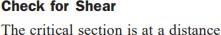 Check for Shear
The critical section is at a distance